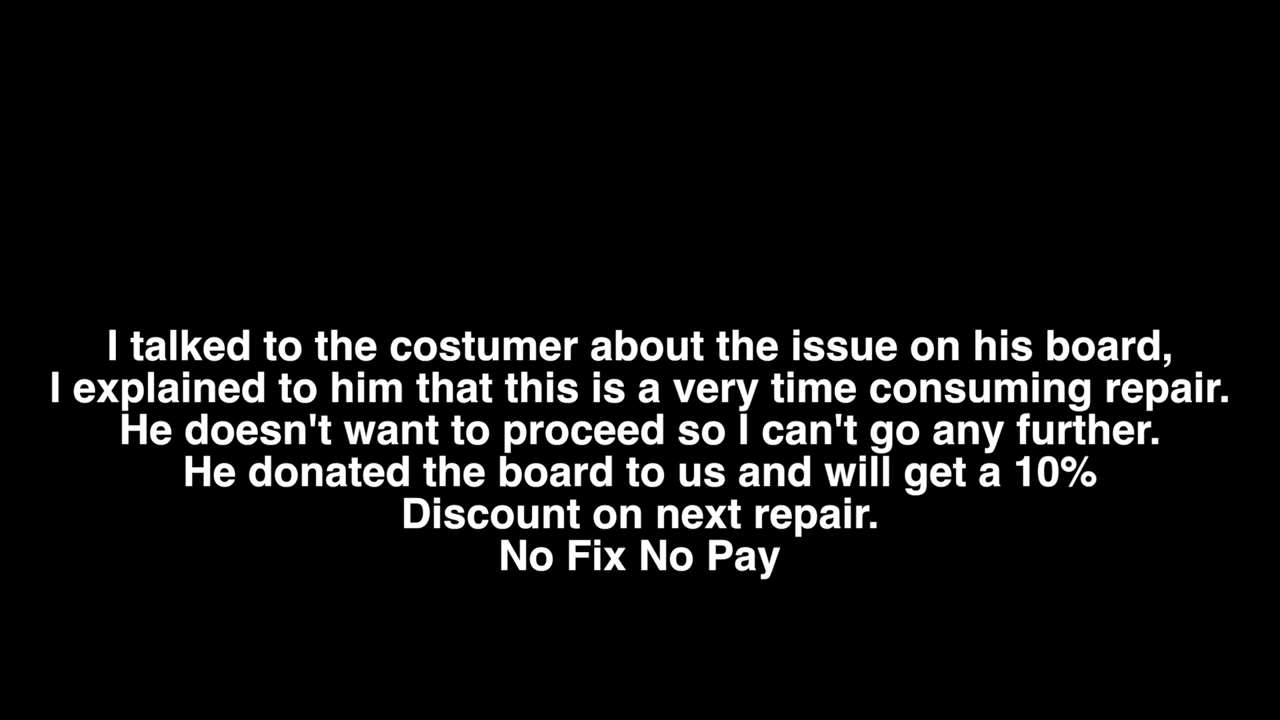 I talked to the costumer about the issue on his board,
I explained to him that this is a very time consuming repair.
He doesn't want to proceed so I can't go any further.
He donated the board to us and will get a 10%
Discount on next repair.
No Fix No Pay